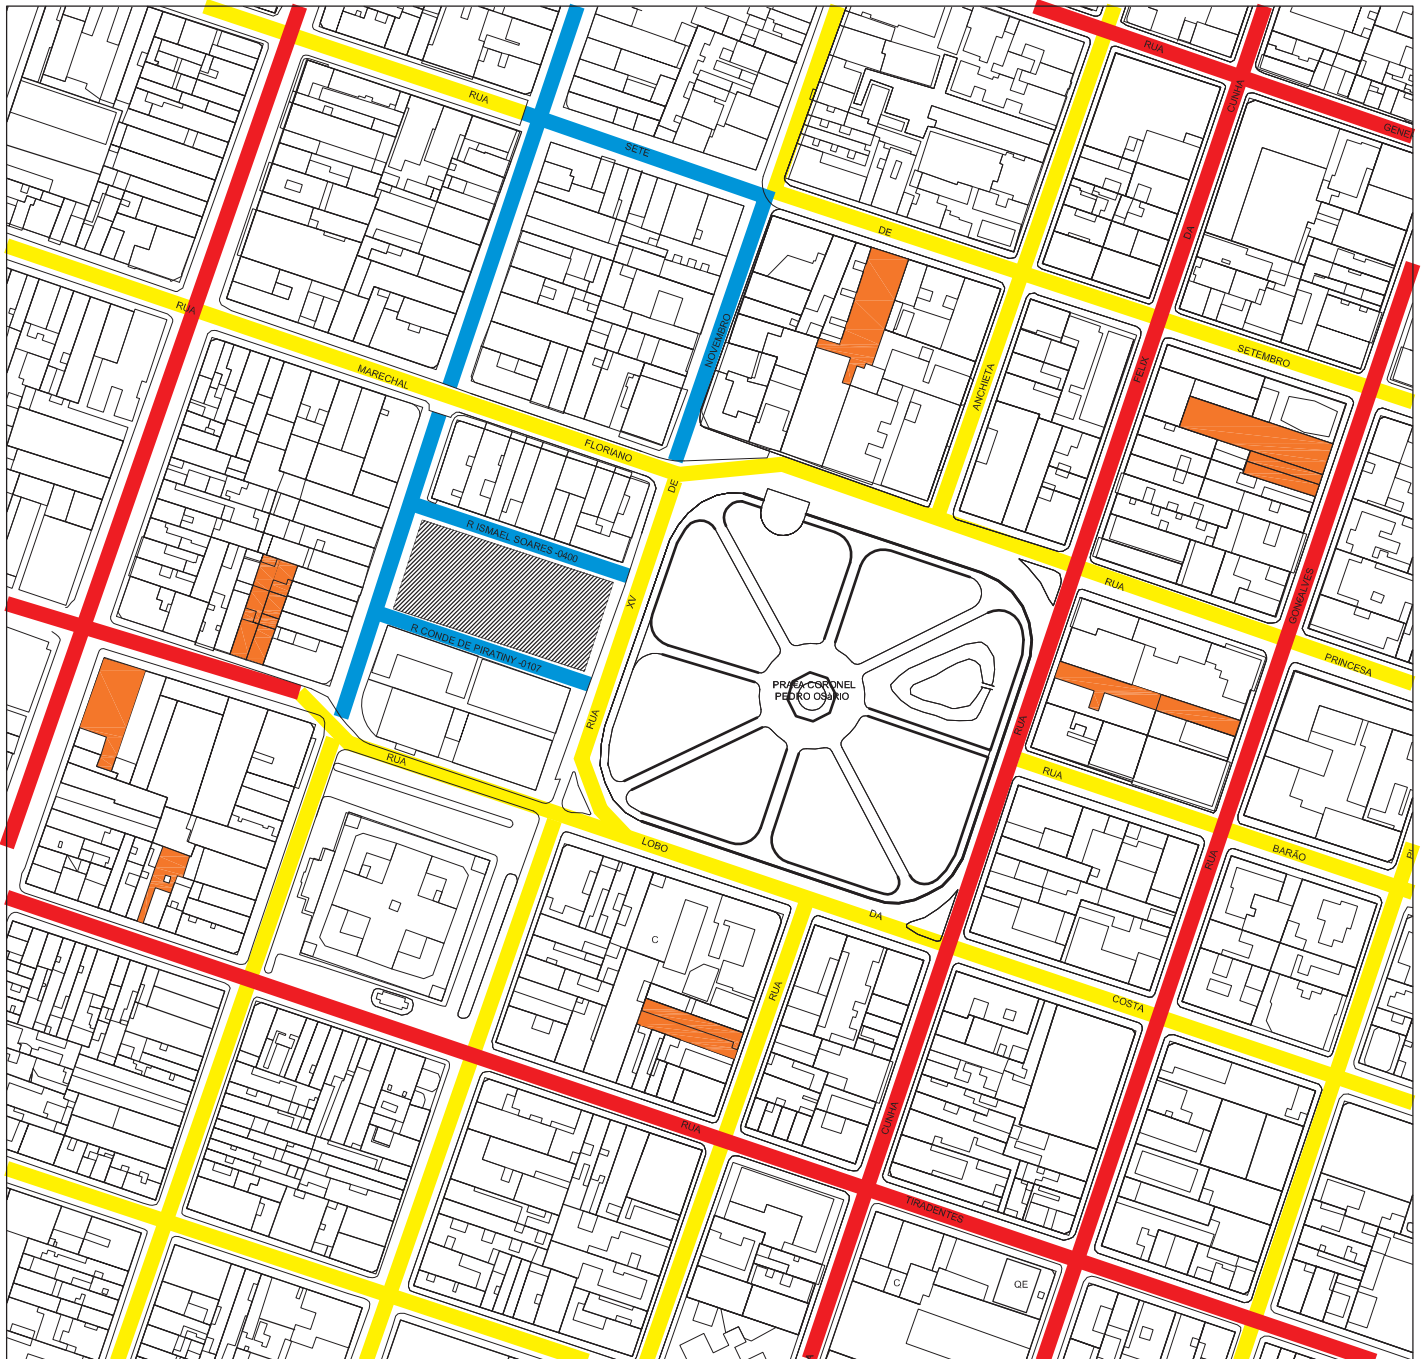 RUA
RUA
CUNHA
GENE
SETE
DE
DA
RUA
NOVEMBRO
SETEMBRO
MARECHAL
FELIX
ANCHIETA
FLORIANO
DE
R ISMAEL SOARES -0400
RUA
GONSALVES
XV
R CONDE DE PIRATINY -0107
PRINCESA
PRAÇA CORONEL
PEDRO OSóRIO
RUA
RUA
RUA
RUA
LOBO
BARÃO
RUA
DA
C
RUA
COSTA
RUA
CUNHA
TIRADENTES
C
QE